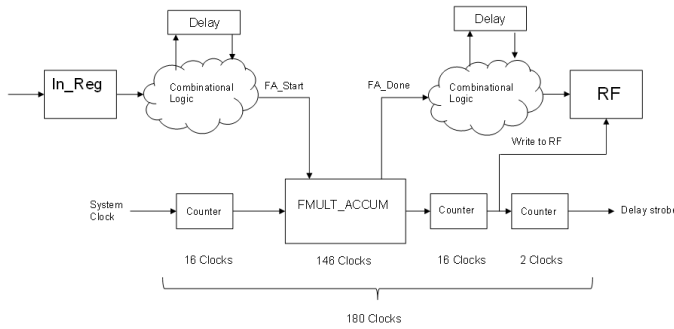 Delay
Delay
In_Reg
Combinational
Logic
FA_Start
FA_Done
Combinational
Logic
RF
Write to RF
System
Clock
Counter
FMULT_ACCUM
Counter
Counter
Delay strobe
16 Clocks
146 Clocks
16 Clocks
2 Clocks
180 Clocks